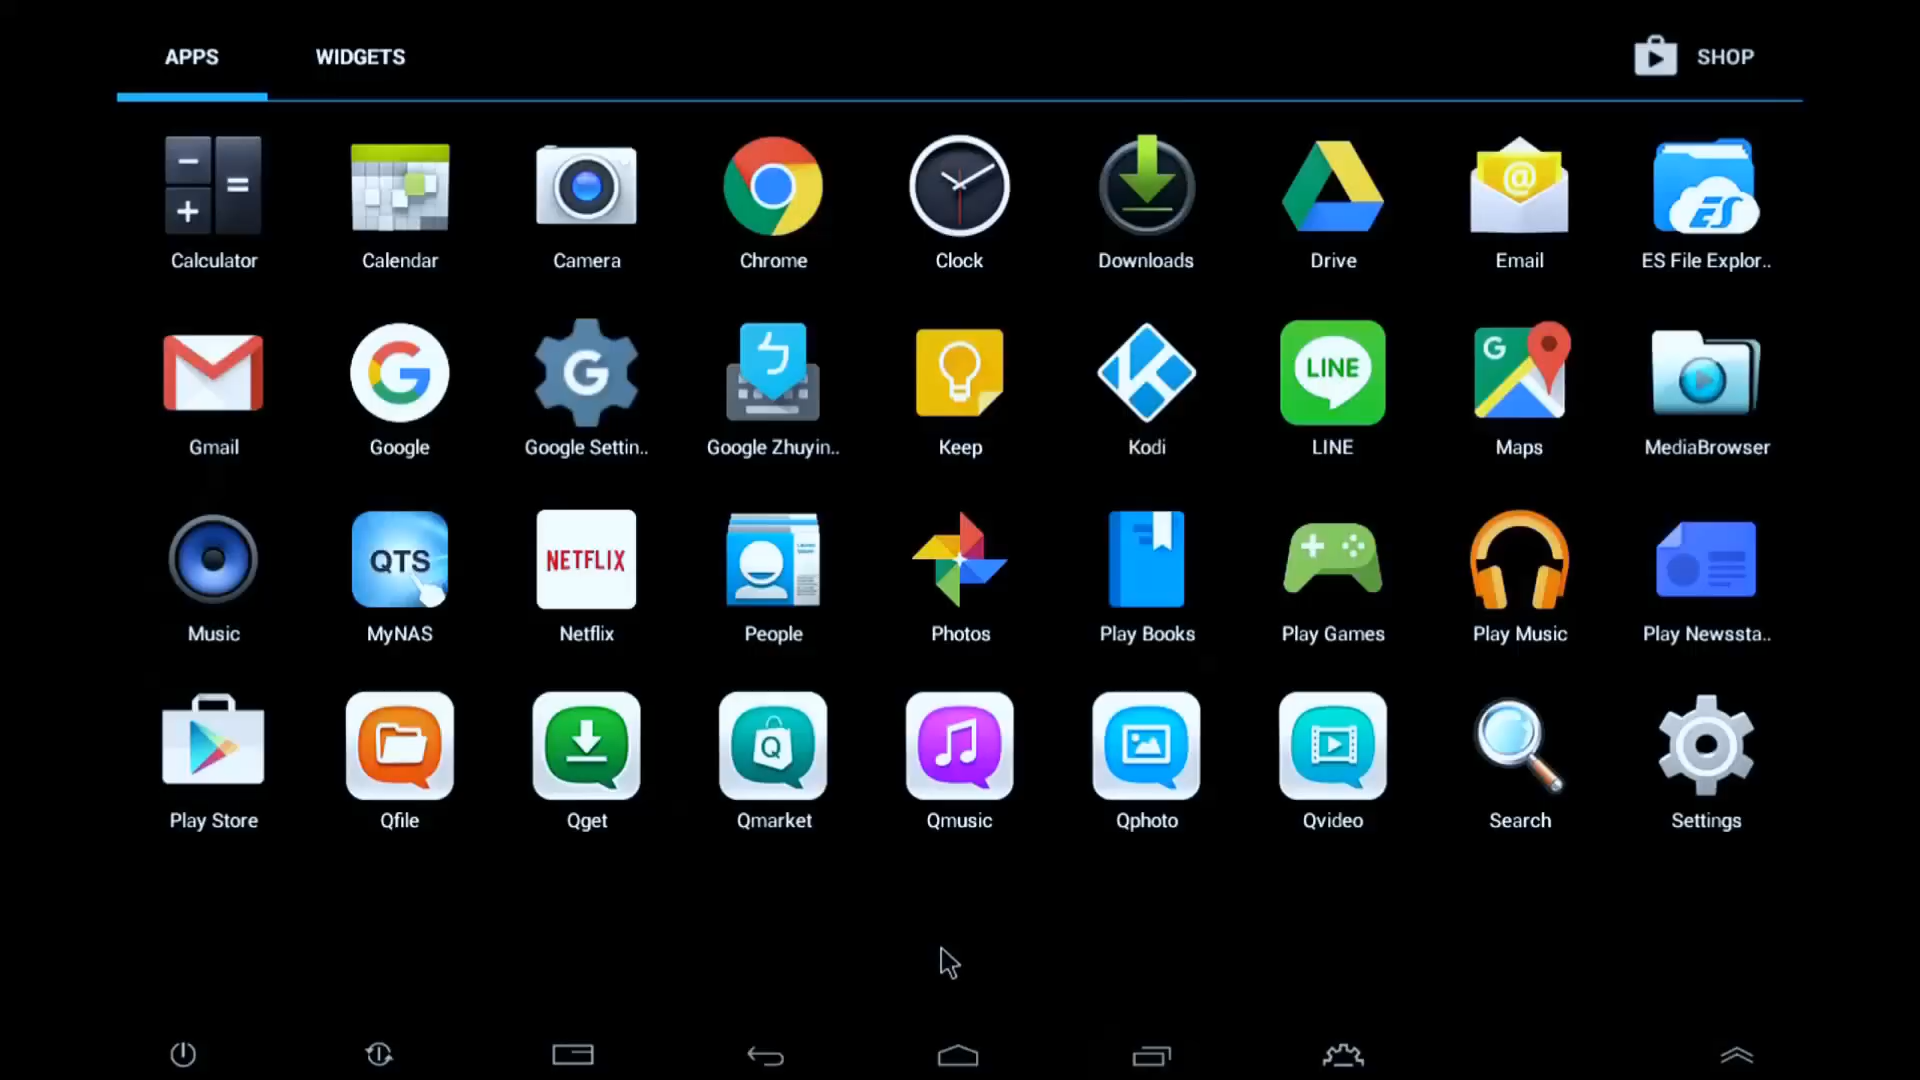 APPS WIDGETS SHOP
Calculator Calendar Camera Chrome Clock Downloads Drive Email ES File Explor..
Gmail Google Google Settin.. Google Zhuyin.. Keep Kodi LINE Maps MediaBrowser
LINE
QTS NETFLIX
Music MyNAS Netflix People Photos Play Books Play Games Play Music Play Newssta..
Play Store Qfile Qget Qmarket Qmusic Qphoto Qvideo Search Settings